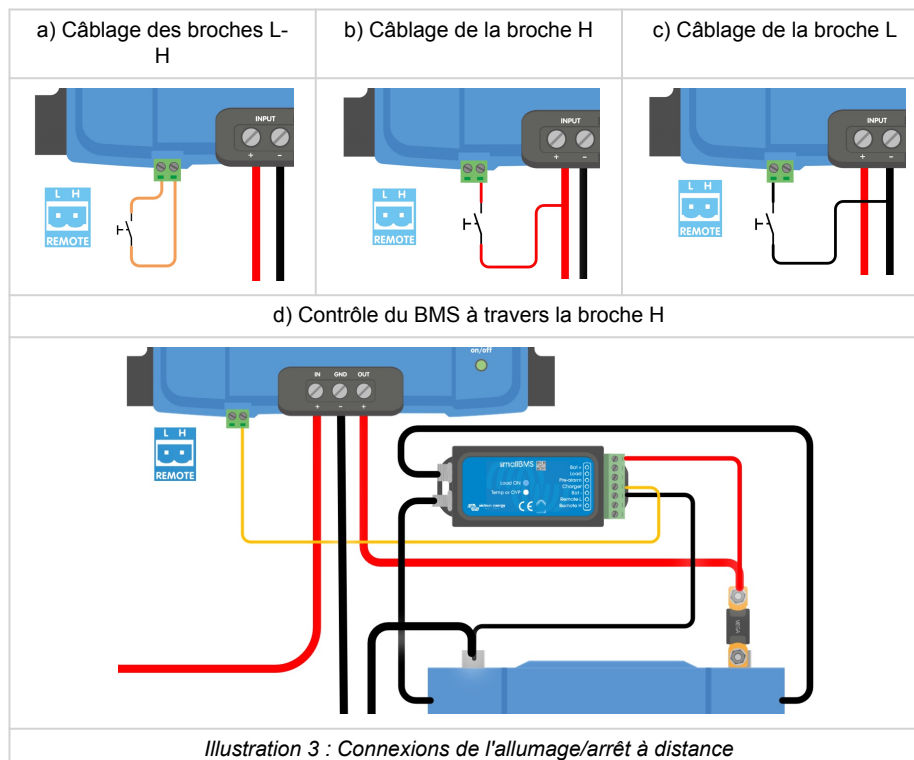 a) Câblage des broches L-
H
b) Câblage de la broche H
c) Câblage de la broche L
INPUT
+ -
L H
REMOTE
INPUT
+ -
L H
REMOTE
INPUT
+ -
L H
REMOTE
d) Contrôle du BMS à travers la broche H
on/off
IN GND OUT
+ - +
L H
REMOTE
smallBMS
Load ON
Temp or OVP
victron energy
CE
Bat +
Load
Pre-alarm
Charger
Bat -
Remote L
Remote H
MEGA
Illustration 3 : Connexions de l'allumage/arrêt à distance